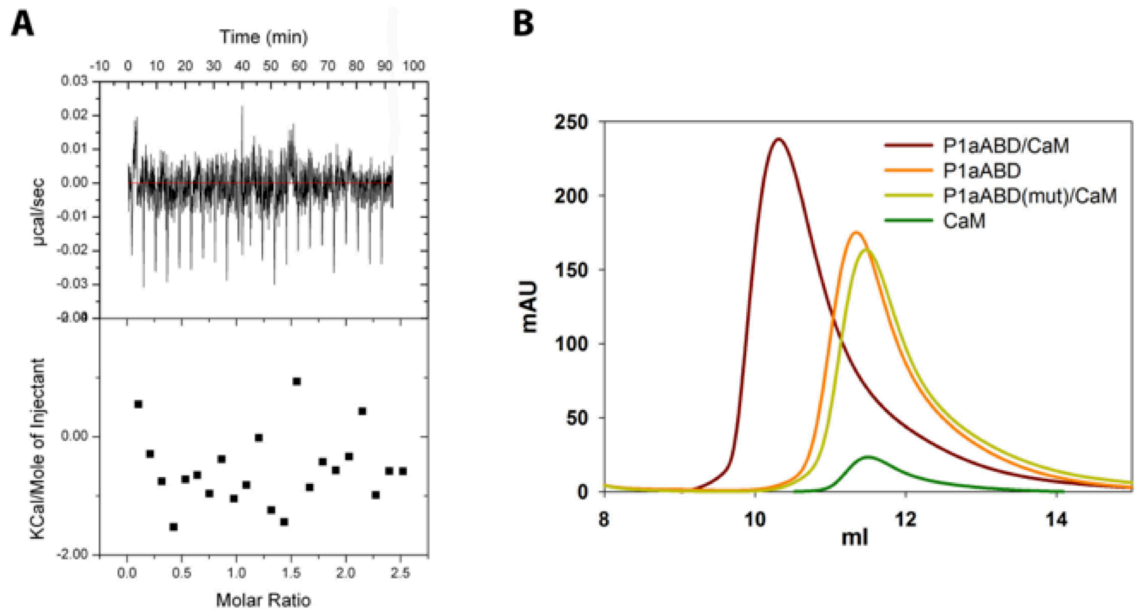 A
Time (min)
-10 0 10 20 30 40 50 60 70 80 90 100
0.03
0.02
0.01
0.00
-0.01
-0.02
-0.03
µcal/sec
0.00
-2.00
KCal/Mole of Injectant
0.0 0.5 1.0 1.5 2.0 2.5
Molar Ratio
B
250
200
150
100
50
0
mAU
P1aABD/CaM
P1aABD
P1aABD(mut)/CaM
CaM
8 10 12 14
ml